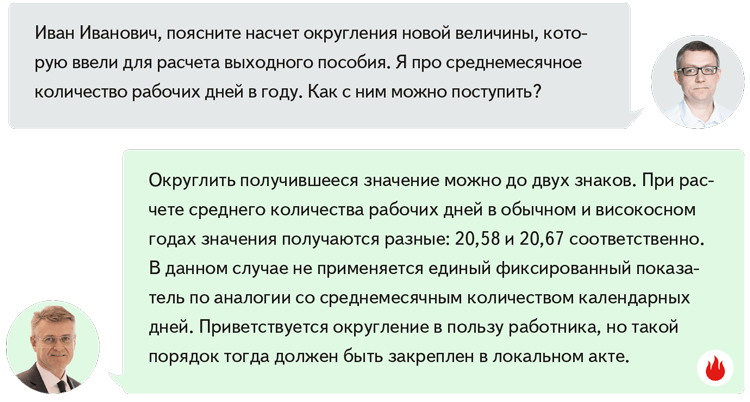 Иван Иванович, поясните насчет округления новой величины, кото-
рую ввели для расчета выходного пособия. Я про среднемесячное
количество рабочих дней в году. Как с ним можно поступить?
Округлить получившееся значение можно до двух знаков. При рас-
чете среднего количества рабочих дней в обычном и високосном
годах значения получаются разные: 20,58 и 20,67 соответственно.
В данном случае не применяется единый фиксированный показа-
тель по аналогии со среднемесячным количеством календарных
дней. Приветствуется округление в пользу работника, но такой
порядок тогда должен быть закреплен в локальном акте.